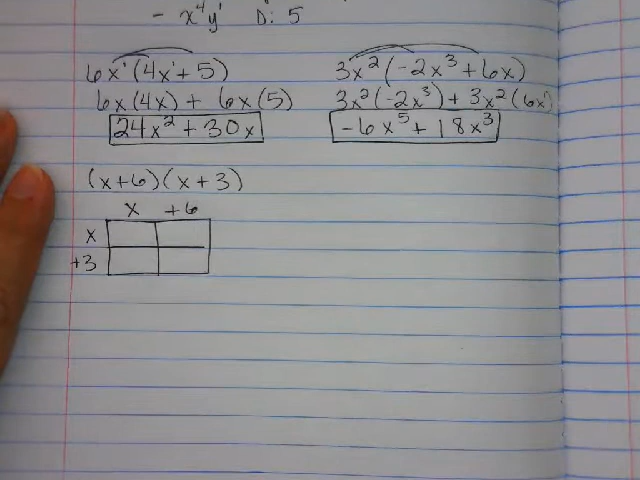 - x⁴y¹ D: 5
6x¹(4x¹+5)
6x(4x) + 6x(5)
24x² + 30x
3x²(-2x³+6x)
3x²(-2x³) + 3x²(6x)
-6x⁵ + 18x³
(x+6)(x+3)
x +6
x
+3